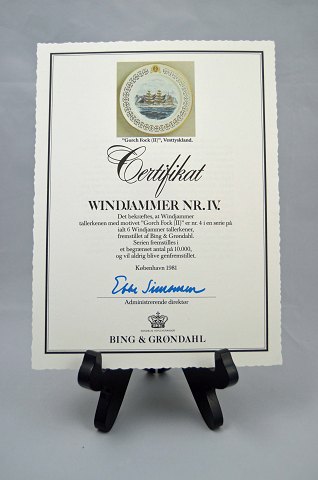 "Gorch Fock (II)", Vesttyskland.
Certifikat
WINDJAMMER NR. IV.
Det bekræftes, at Windjammer
tallerkenen med motivet "Gorch Fock (II)" er nr. 4 i en serie på
ialt 6 Windjammer tallerkener,
fremstillet af Bing & Grøndahl.
Serien fremstilles i
et begrænset antal på 10.000,
og vil aldrig blive genfremstillet.
København 1981
Administrerende direktør
BING & GRØNDAHL